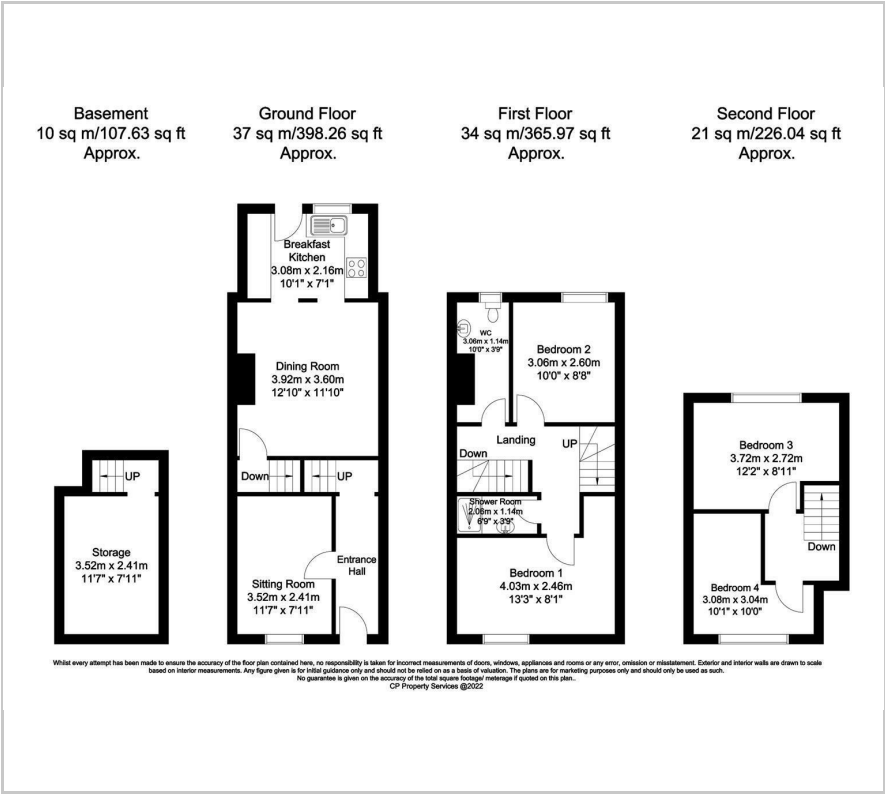 Basement
10 sq m/107.63 sq ft
Approx.
Ground Floor
37 sq m/398.26 sq ft
Approx.
First Floor
34 sq m/365.97 sq ft
Approx.
Second Floor
21 sq m/226.04 sq ft
Approx.
UP
Storage
3.52m x 2.41m
11'7" x 7'11"
Breakfast
Kitchen
3.08m x 2.16m
10'1" x 7'1"
Dining Room
3.92m x 3.60m
12'10" x 11'10"
Down
UP
Entrance
Hall
Sitting Room
3.52m x 2.41m
11'7" x 7'11"
WC
3.06m x 1.14m
10'0" x 3'9"
Bedroom 2
3.06m x 2.60m
10'0" x 8'8"
Landing
Down
UP
Shower Room
2.06m x 1.14m
6'9" x 3'9"
Bedroom 1
4.03m x 2.46m
13'3" x 8'1"
Bedroom 3
3.72m x 2.72m
12'2" x 8'11"
Down
Bedroom 4
3.08m x 3.04m
10'1" x 10'0"
Whilst every attempt has been made to ensure the accuracy of the floor plan contained here, no responsibility is taken for incorrect measurements of doors, windows, appliances and rooms or any error, omission or misstatement. Exterior and interior walls are drawn to scale
based on interior measurements. Any figure given is for initial guidance only and should not be relied on as a basis of valuation. The plans are for marketing purposes only and should only be used as such.
No guarantee is given on the accuracy of the total square footage/ meterage if quoted on this plan..
CP Property Services @2022